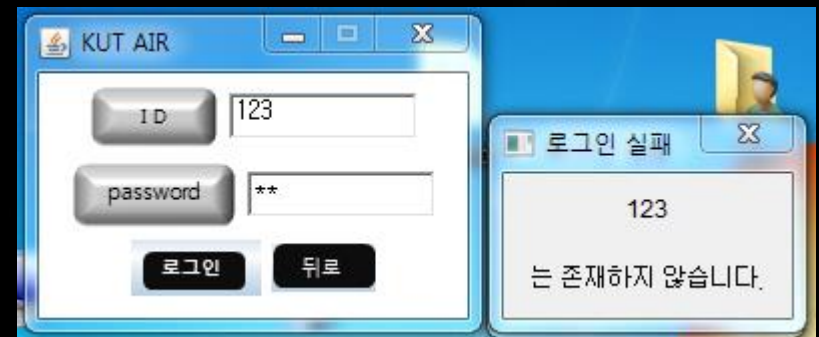 KUT AIR
ID
123
password
**
로그인
뒤로
로그인 실패
123
는 존재하지 않습니다.